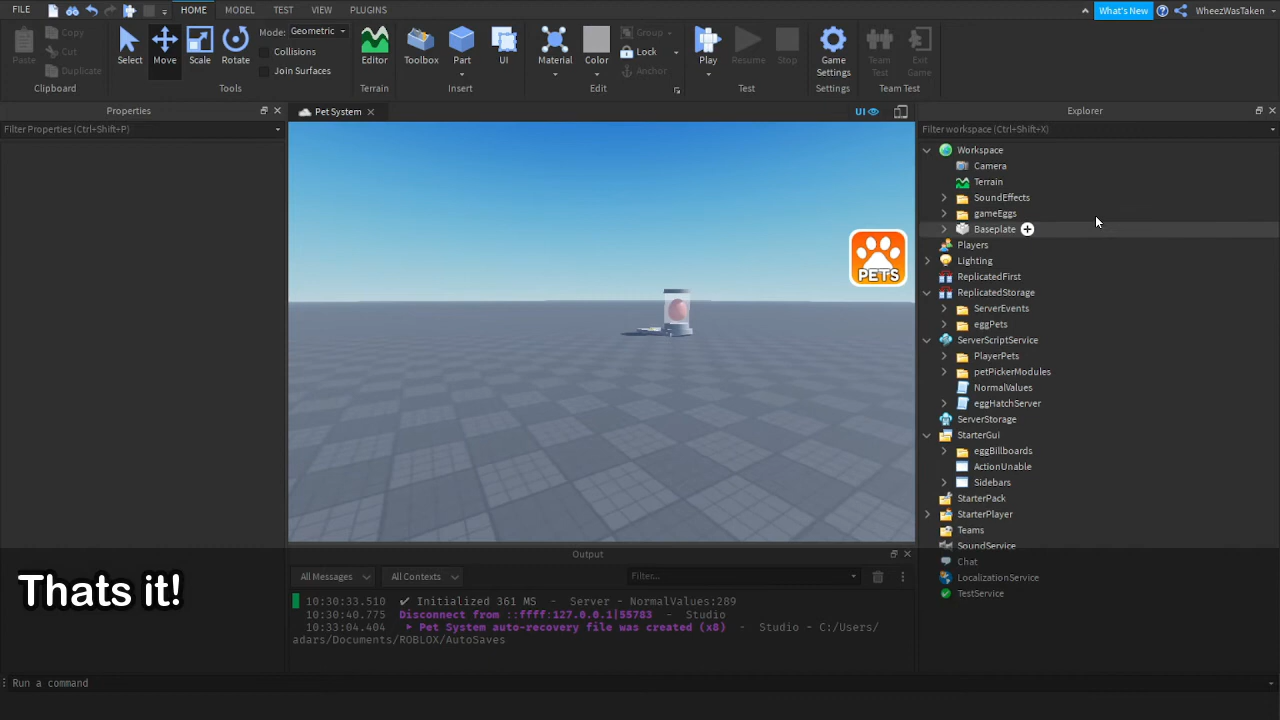 FILE
HOME
MODEL
TEST
VIEW
PLUGINS
What's New
WheezWasTaken
Paste
Copy
Cut
Duplicate
Clipboard
Select
Move
Scale
Rotate
Mode: Geometric
Collisions
Join Surfaces
Tools
Editor
Terrain
Toolbox
Part
UI
Insert
Material
Color
Group
Lock
Anchor
Edit
Play
Resume
Stop
Test
Game
Settings
Settings
Team
Test
Exit
Game
Team Test
Properties
Filter Properties (Ctrl+Shift+P)
Pet System
UI
PETS
Explorer
Filter workspace (Ctrl+Shift+X)
Workspace
Camera
Terrain
SoundEffects
gameEggs
Baseplate
Players
Lighting
ReplicatedFirst
ReplicatedStorage
ServerEvents
eggPets
ServerScriptService
PlayerPets
petPickerModules
NormalValues
eggHatchServer
ServerStorage
StarterGui
eggBillboards
ActionUnable
Sidebars
StarterPack
StarterPlayer
Teams
SoundService
Chat
LocalizationService
TestService
Thats it!
Output
All Messages
All Contexts
Filter...
10:30:33.510 ✔ Initialized 361 MS - Server - NormalValues:289
10:30:40.775 Disconnect from ::ffff:127.0.0.1|55783 - Studio
10:33:04.404 Pet System auto-recovery file was created (x8) - Studio - C:/Users/
adars/Documents/ROBLOX/AutoSaves
Run a command